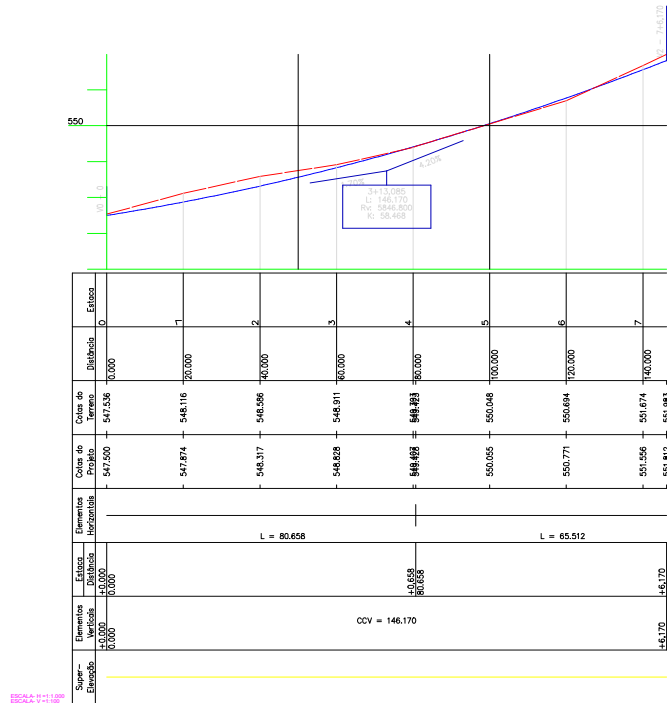 550
V0 - 0
4,20%
3+13,085
L: 146,170
Rv: 5846.800
K: 58.468
Estaca
0
1
2
3
4
5
6
7
Distância
0.000
20.000
40.000
60.000
80.000
100.000
120.000
140.000
Cotas do
Terreno
547.536
548.116
548.586
548.911
550.048
550.694
551.674
Cotas do
Projeto
547.500
547.874
548.317
548.828
550.055
550.771
551.556
Elementos
Horizontais
L = 80.658
L = 65.512
Estaca
Distância
+0.000
0.000
+0,658
80.658
+6,170
Elementos
Verticais
+0.000
0.000
CCV = 146.170
+6,170
Super-
Elevação
ESCALA-H =1:1.000
ESCALA-V =1:100